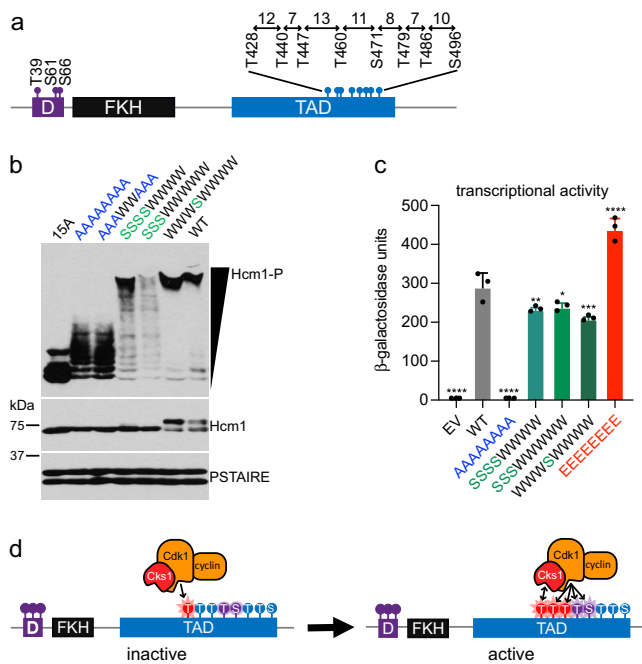 a
12 7 13 11 8 7 10
T428 T440 T447 T460 S471 T479 T486 S496
T39 S61 S66
D FKH TAD
b
15A AAAAAAAA AAAWWAAA SSSSWWWW SSSWWWWW WWWSWWWW WT
Hcm1-P
kDa
75
Hcm1
37
PSTAIRE
c
transcriptional activity
β-galactosidase units
500
400
300
200
100
0
**** **** ** * *** ****
EV WT AAAAAAAA SSSSWWWW SSSWWWWW WWWSWWWW EEEEEEEE
d
Cdk1 Cks1 cyclin
T T T T S T T S
D FKH TAD
inactive
Cdk1 Cks1 cyclin
T T T T S T T S
FKH TAD
D
active